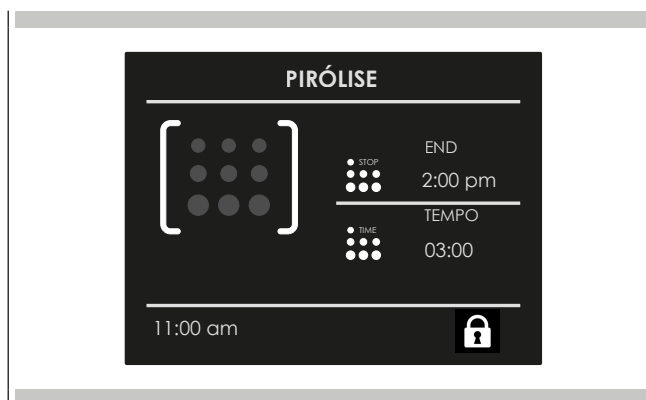 PIRÓLISE
END
STOP
2:00 pm
TEMPO
TIME
03:00
11:00 am